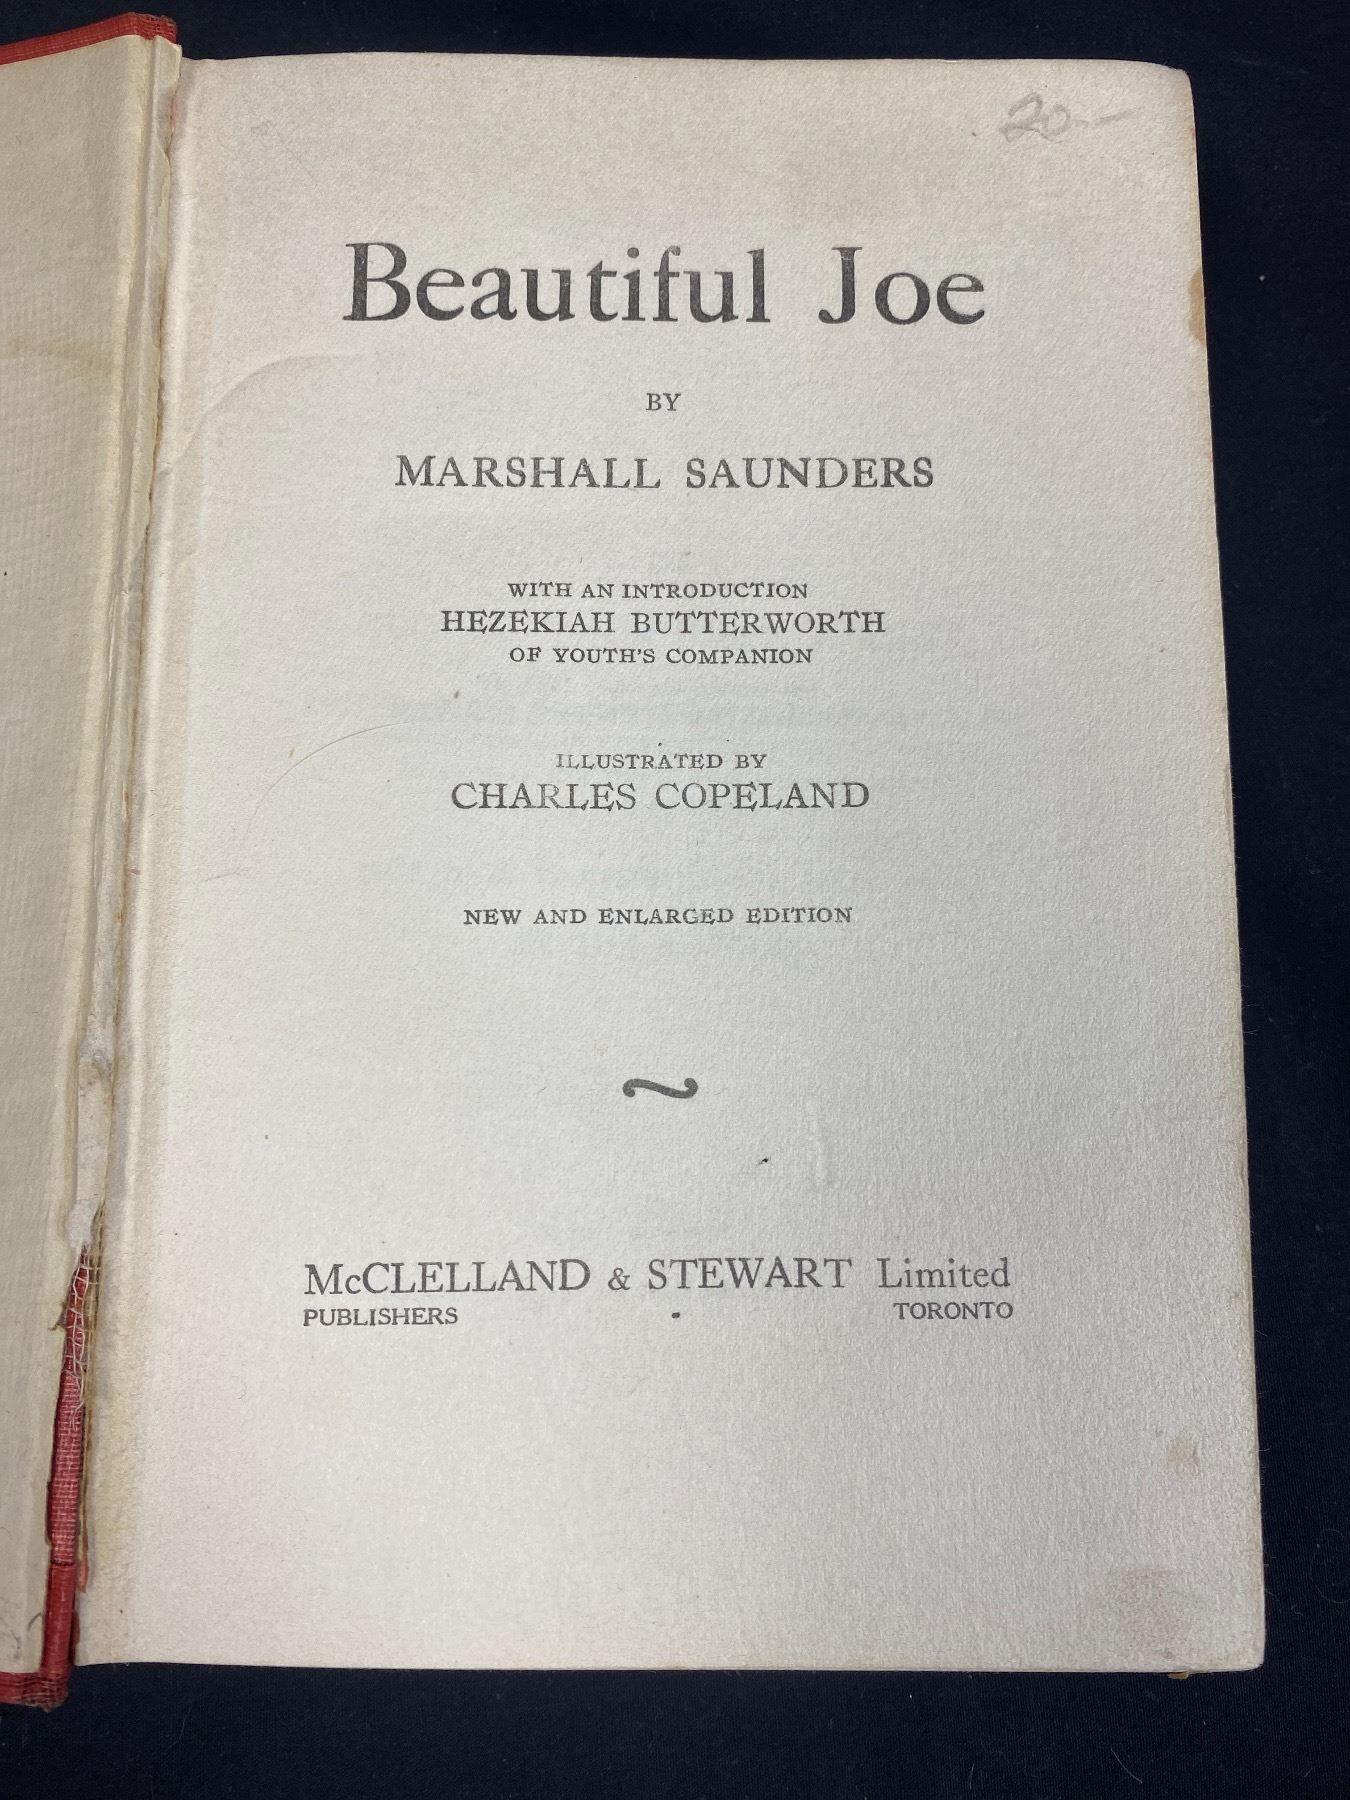 20—
Beautiful Joe
BY
MARSHALL SAUNDERS
WITH AN INTRODUCTION
HEZEKIAH BUTTERWORTH
OF YOUTH'S COMPANION
ILLUSTRATED BY
CHARLES COPELAND
NEW AND ENLARGED EDITION
McCLELLAND & STEWART Limited
PUBLISHERS TORONTO